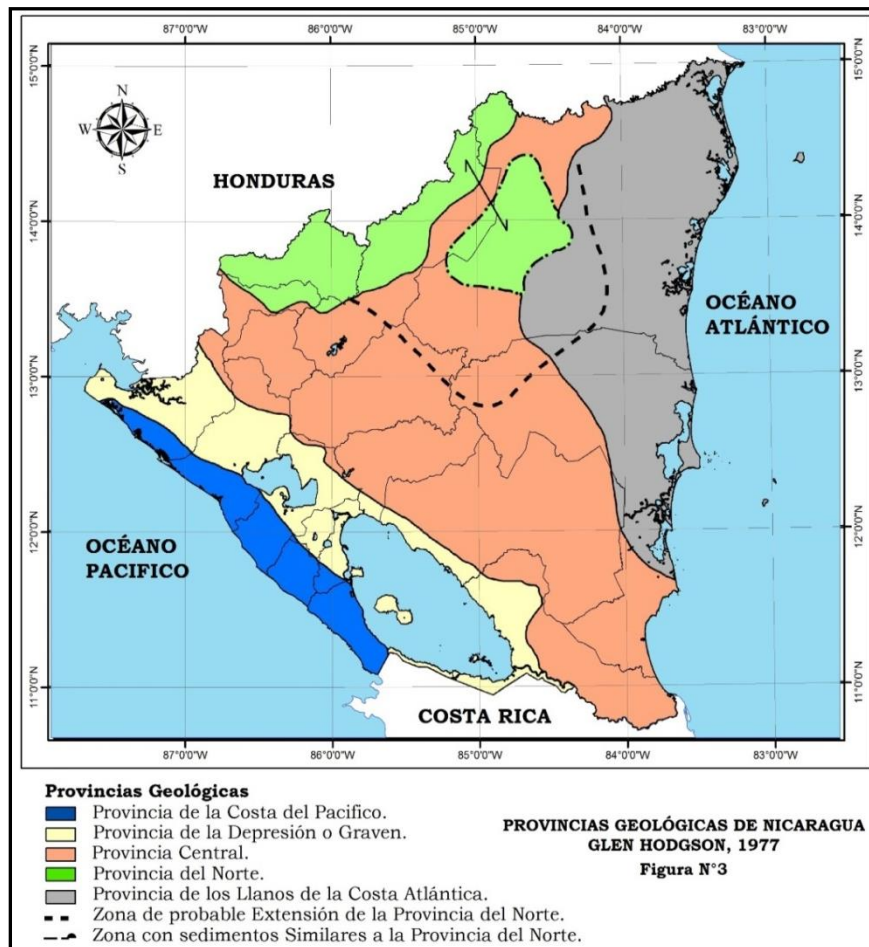 87°0'0"W 86°0'0"W 85°0'0"W 84°0'0"W 83°0'0"W
15°0'0"N 15°0'0"N
N
W E
S
HONDURAS
14°0'0"N 14°0'0"N
OCÉANO
ATLÁNTICO
13°0'0"N 13°0'0"N
12°0'0"N 12°0'0"N
OCÉANO
PACIFICO
11°0'0"N 11°0'0"N
COSTA RICA
87°0'0"W 86°0'0"W 85°0'0"W 84°0'0"W 83°0'0"W
Provincias Geológicas
Provincia de la Costa del Pacifico.
Provincia de la Depresión o Graven.
Provincia Central.
Provincia del Norte.
Provincia de los Llanos de la Costa Atlántica.
Zona de probable Extensión de la Provincia del Norte.
Zona con sedimentos Similares a la Provincia del Norte.
PROVINCIAS GEOLÓGICAS DE NICARAGUA
GLEN HODGSON, 1977
Figura N°3